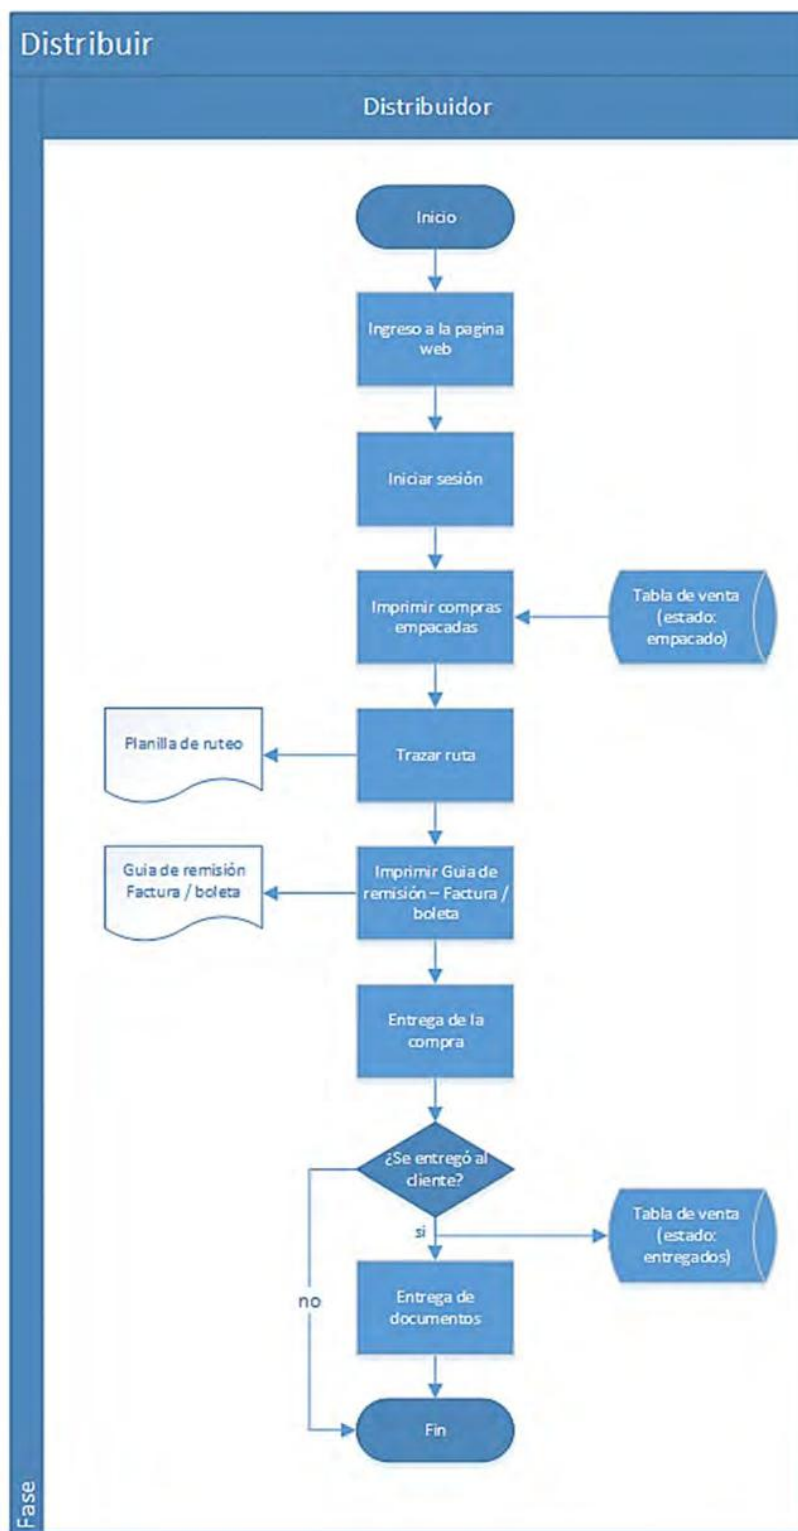 Distribuir
Distribuidor
Inicio
Ingreso a la pagina
web
Iniciar sesión
Imprimir compras
empacadas
Tabla de venta
(estado:
empacado)
Planilla de ruteo
Trazar ruta
Guia de remisión
Factura / boleta
Imprimir Guia de
remisión – Factura /
boleta
Entrega de la
compra
¿Se entregó al
cliente?
si
Tabla de venta
(estado:
entregados)
no
Entrega de
documentos
Fin
Fase